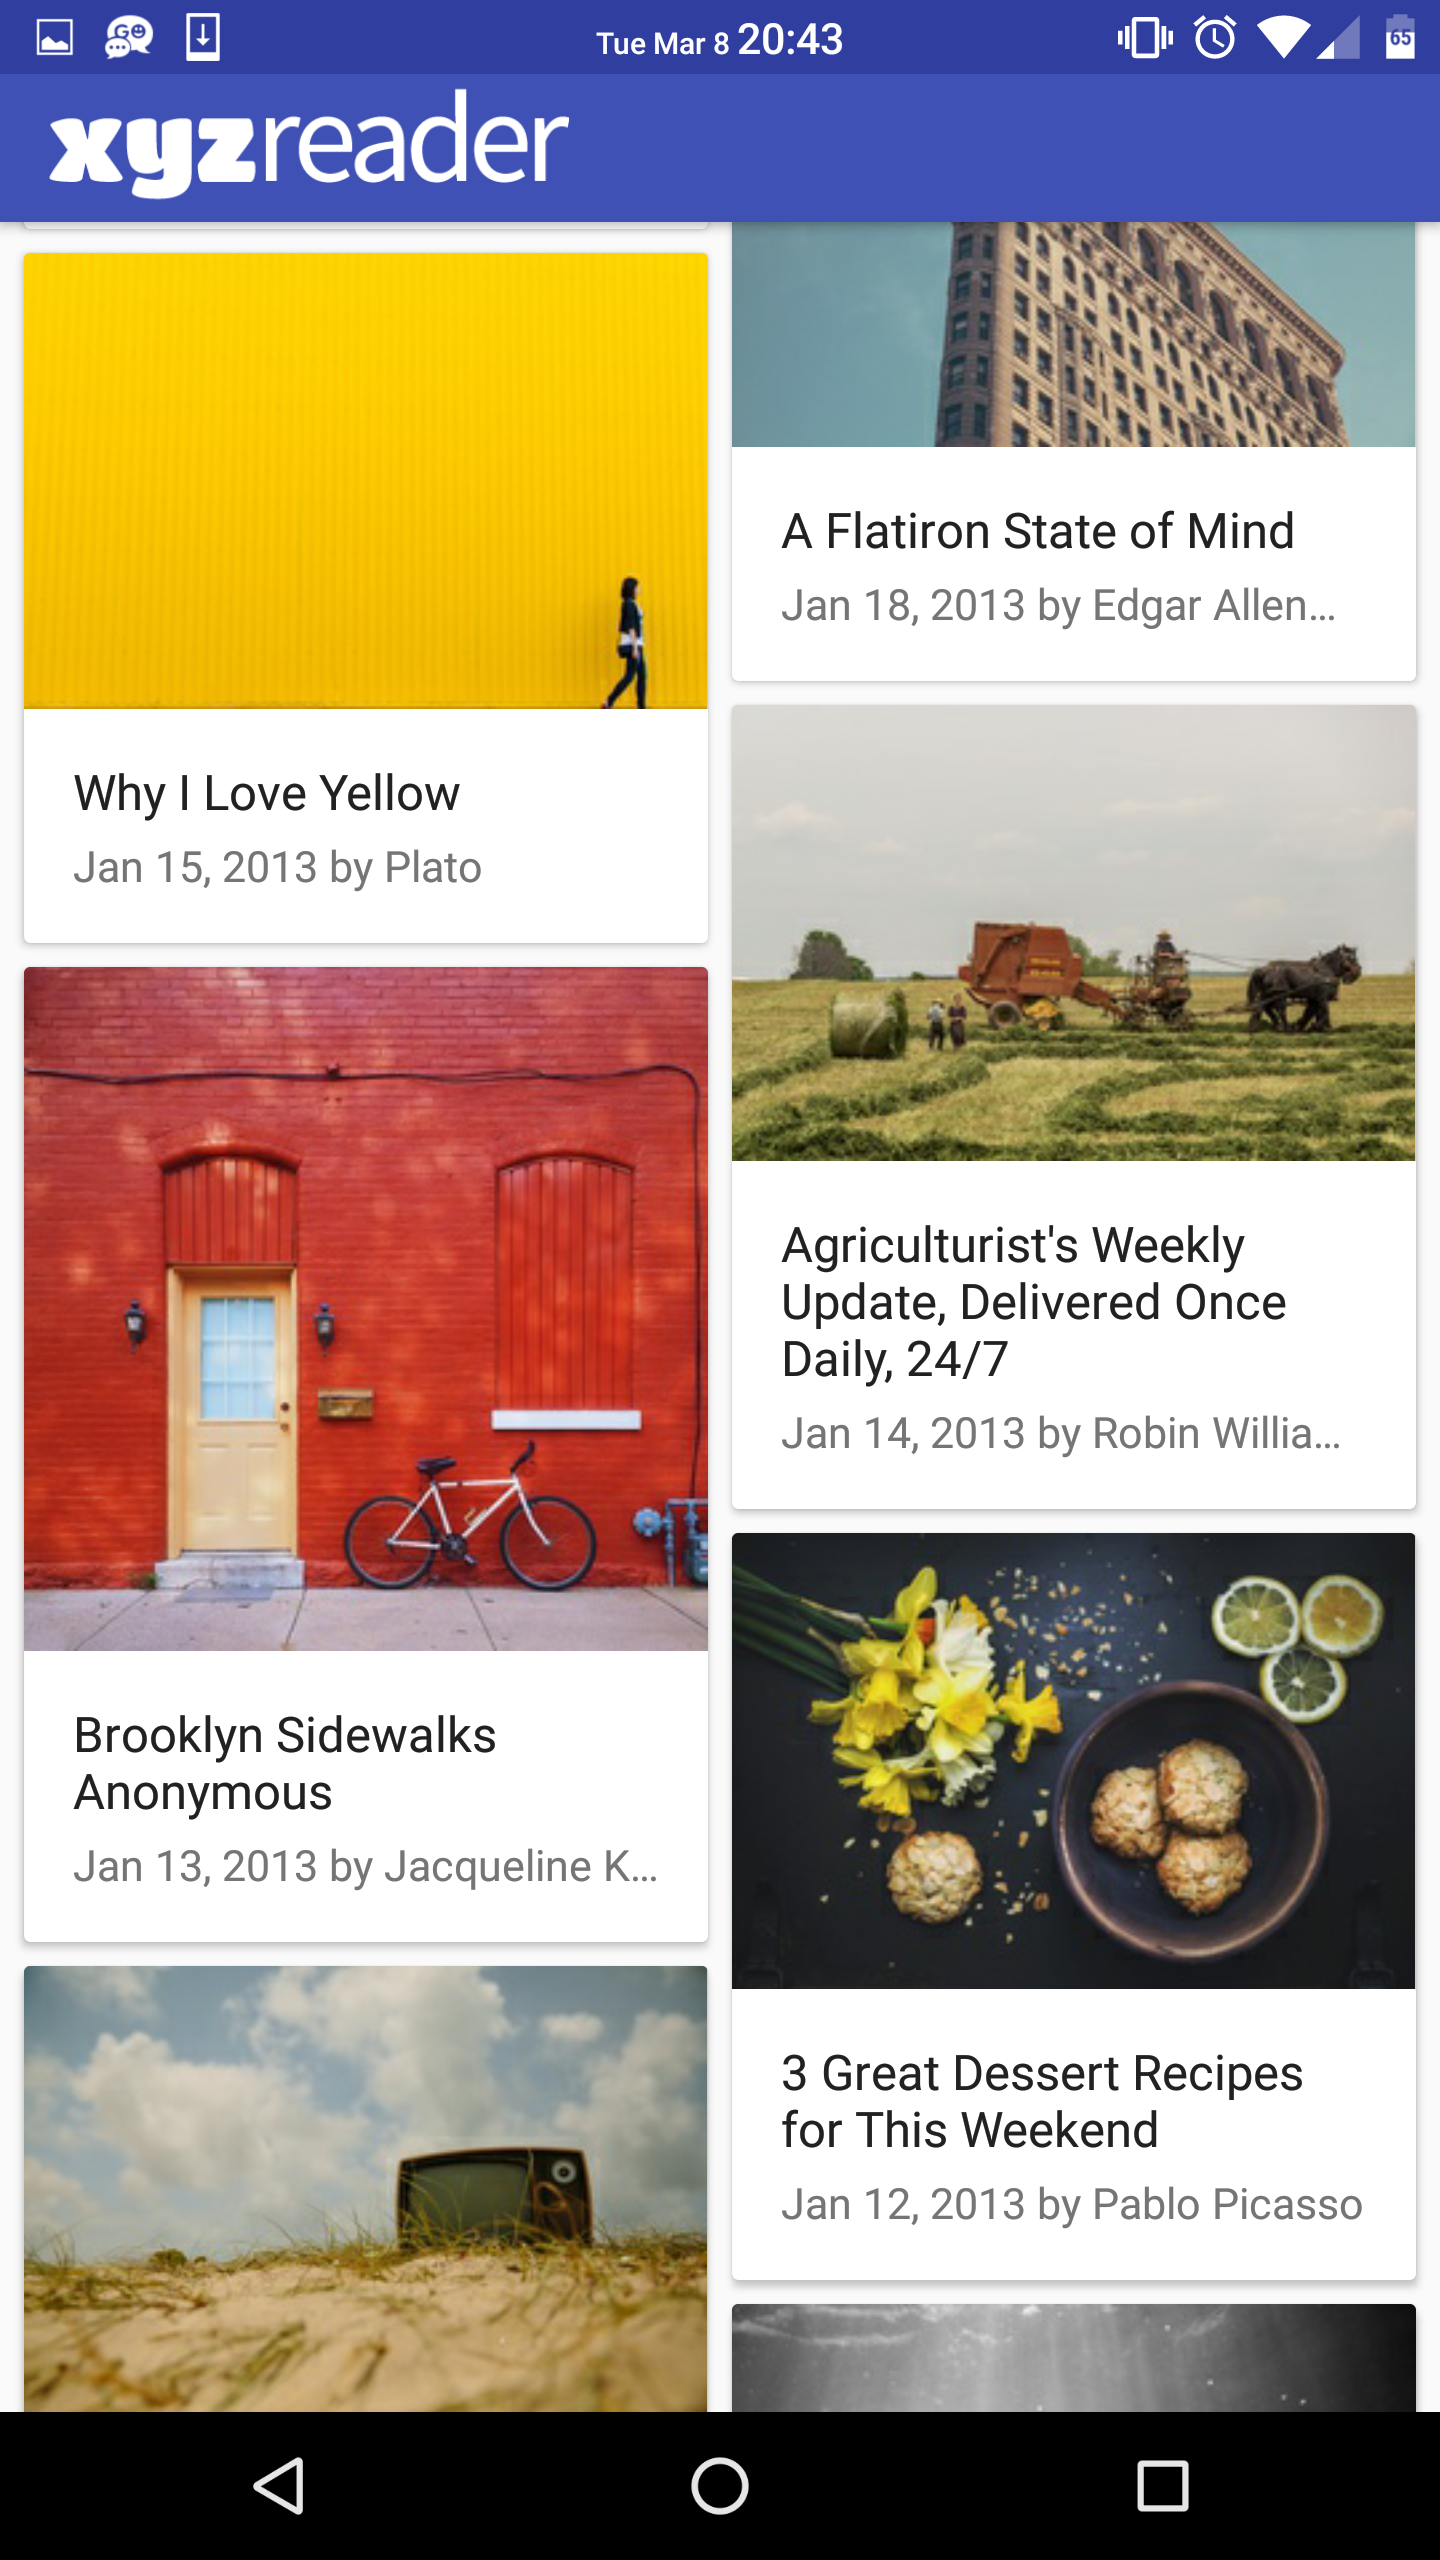 Tue Mar 8 20:43
65
xyzreader
Why I Love Yellow
Jan 15, 2013 by Plato
A Flatiron State of Mind
Jan 18, 2013 by Edgar Allen...
Agriculturist's Weekly
Update, Delivered Once
Daily, 24/7
Jan 14, 2013 by Robin Willia...
Brooklyn Sidewalks
Anonymous
Jan 13, 2013 by Jacqueline K...
3 Great Dessert Recipes
for This Weekend
Jan 12, 2013 by Pablo Picasso